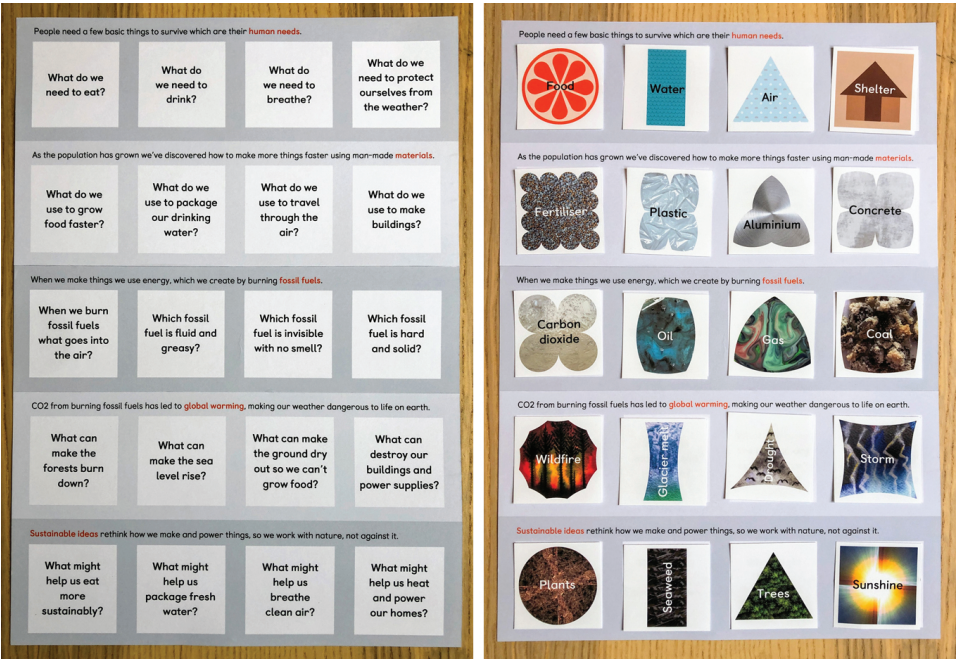 People need a few basic things to survive which are their human needs.
What do we
need to eat?
What do
we need to
drink?
What do
we need to
breathe?
What do we
need to protect
ourselves from
the weather?
As the population has grown we've discovered how to make more things faster using man-made materials.
What do we
use to grow
food faster?
What do we
use to package
our drinking
water?
What do we
use to travel
through the
air?
What do we
use to make
buildings?
When we make things we use energy, which we create by burning fossil fuels.
When we burn
fossil fuels
what goes into
the air?
Which fossil
fuel is fluid and
greasy?
Which fossil
fuel is invisible
with no smell?
Which fossil
fuel is hard
and solid?
CO2 from burning fossil fuels has led to global warming, making our weather dangerous to life on earth.
What can
make the
forests burn
down?
What can
make the sea
level rise?
What can make
the ground dry
out so we can't
grow food?
What can
destroy our
buildings and
power supplies?
Sustainable ideas rethink how we make and power things, so we work with nature, not against it.
What might
help us eat
more
sustainably?
What might
help us
package fresh
water?
What might
help us
breathe
clean air?
What might
help us heat
and power
our homes?
People need a few basic things to survive which are their human needs.
Food
Water
Air
Shelter
As the population has grown we've discovered how to make more things faster using man-made materials.
Fertiliser
Plastic
Aluminium
Concrete
When we make things we use energy, which we create by burning fossil fuels.
Carbon
dioxide
Oil
Gas
Coal
CO2 from burning fossil fuels has led to global warming, making our weather dangerous to life on earth.
Wildfire
Glacier melt
Drought
Storm
Sustainable ideas rethink how we make and power things, so we work with nature, not against it.
Plants
Seaweed
Trees
Sunshine